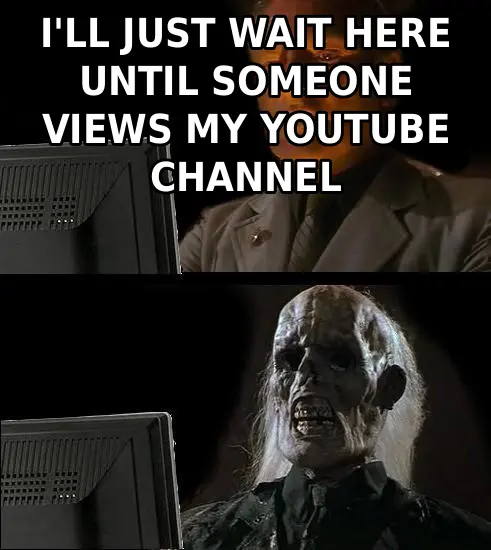 I'LL JUST WAIT HERE
UNTIL SOMEONE
VIEWS MY YOUTUBE
CHANNEL